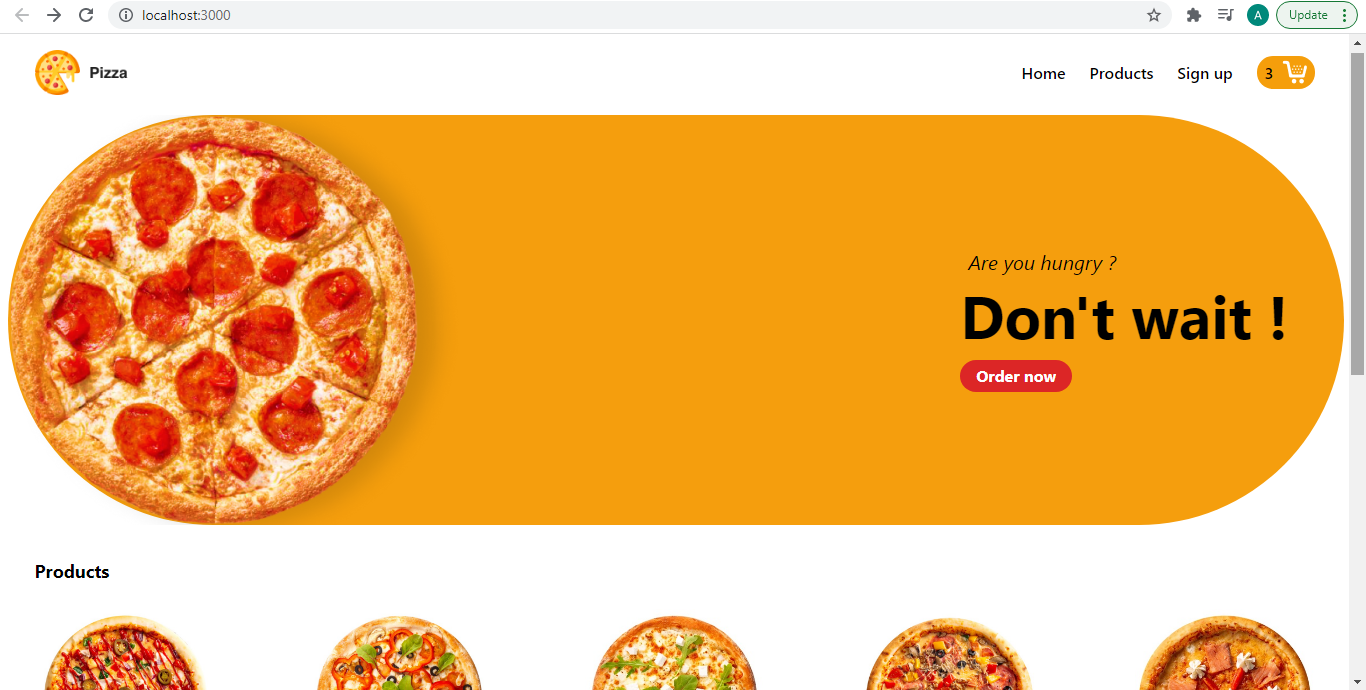 localhost:3000
A
Update
Pizza
Home Products Sign up 3
Are you hungry ?
Don't wait !
Order now
Products